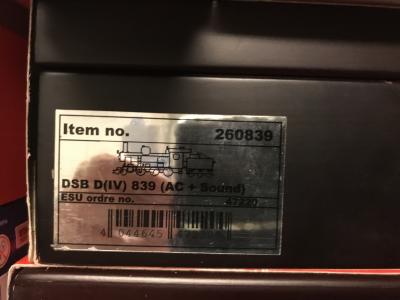 Item no. 260839
DSB D(IV) 839 (AC + Sound)
ESU ordre no. 47220
4 044645